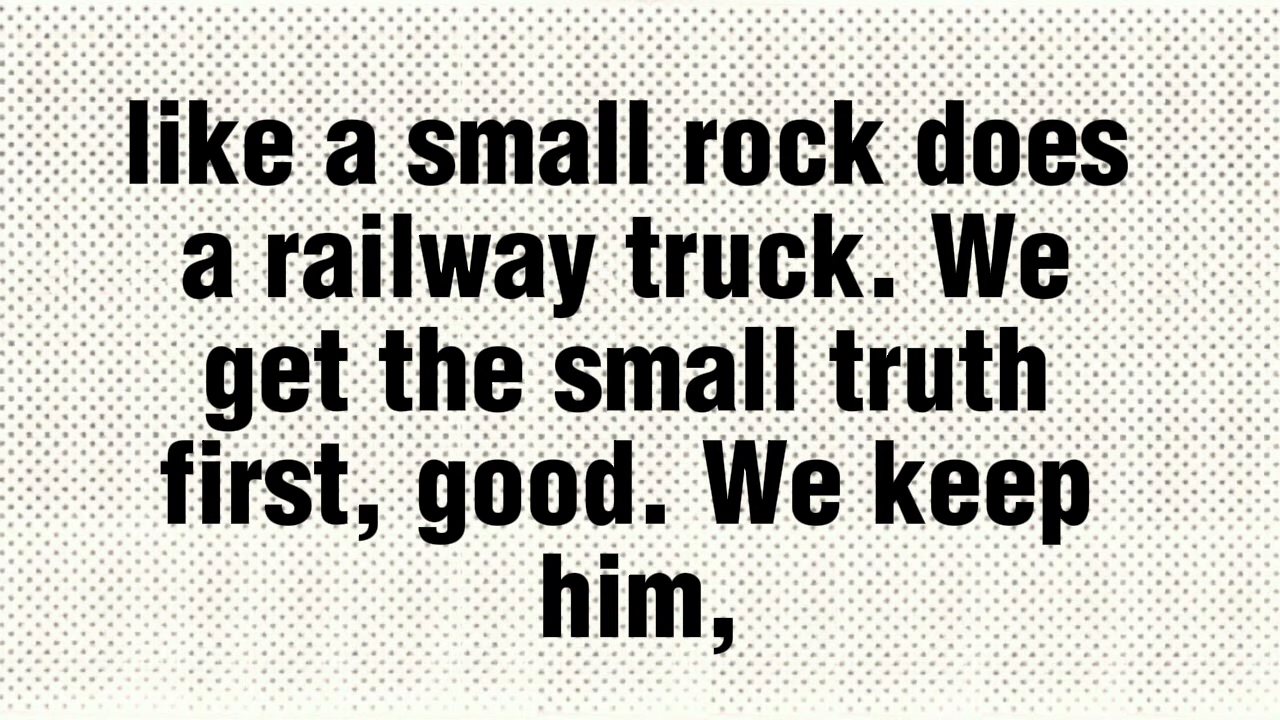 like a small rock does
a railway truck. We
get the small truth
first, good. We keep
him,